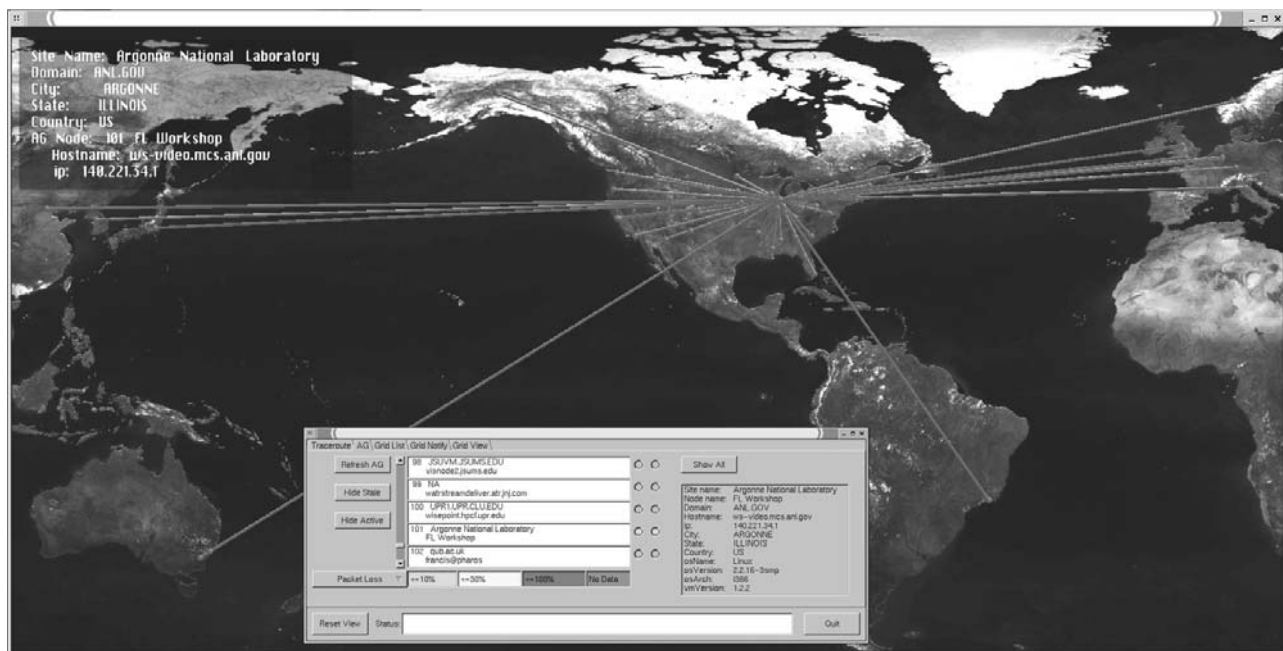 Site Name: Argonne National Laboratory
Domain: ANL.GOV
City: ARGONNE
State: ILLINOIS
Country: US
AG Node: 101 FL Workshop
Hostname: ws-video.mcs.anl.gov
ip: 140.221.34.1
Traceroute AG Grid List Grid Notify Grid View
Refresh AG
Hide Stale
Hide Active
98 JSUVM.JSUMS.EDU
visnode2.jsums.edu
99 NA
watrstreamdeliver.atr.jnj.com
100 UPR1.UPR.CLU.EDU
wisepoint.hpcf.upr.edu
101 Argonne National Laboratory
FL Workshop
102 qub.ac.uk
francis@pharos
Show All
Site name: Argonne National Laboratory
Node name: FL Workshop
Domain: ANL.GOV
Hostname: ws-video.mcs.anl.gov
ip: 140.221.34.1
City: ARGONNE
State: ILLINOIS
Country: US
osName: Linux
osVersion: 2.2.16-3smp
osArch: i386
vmVersion: 1.2.2
Packet Loss <=10% <=30% <=100% No Data
Reset View Status: Quit